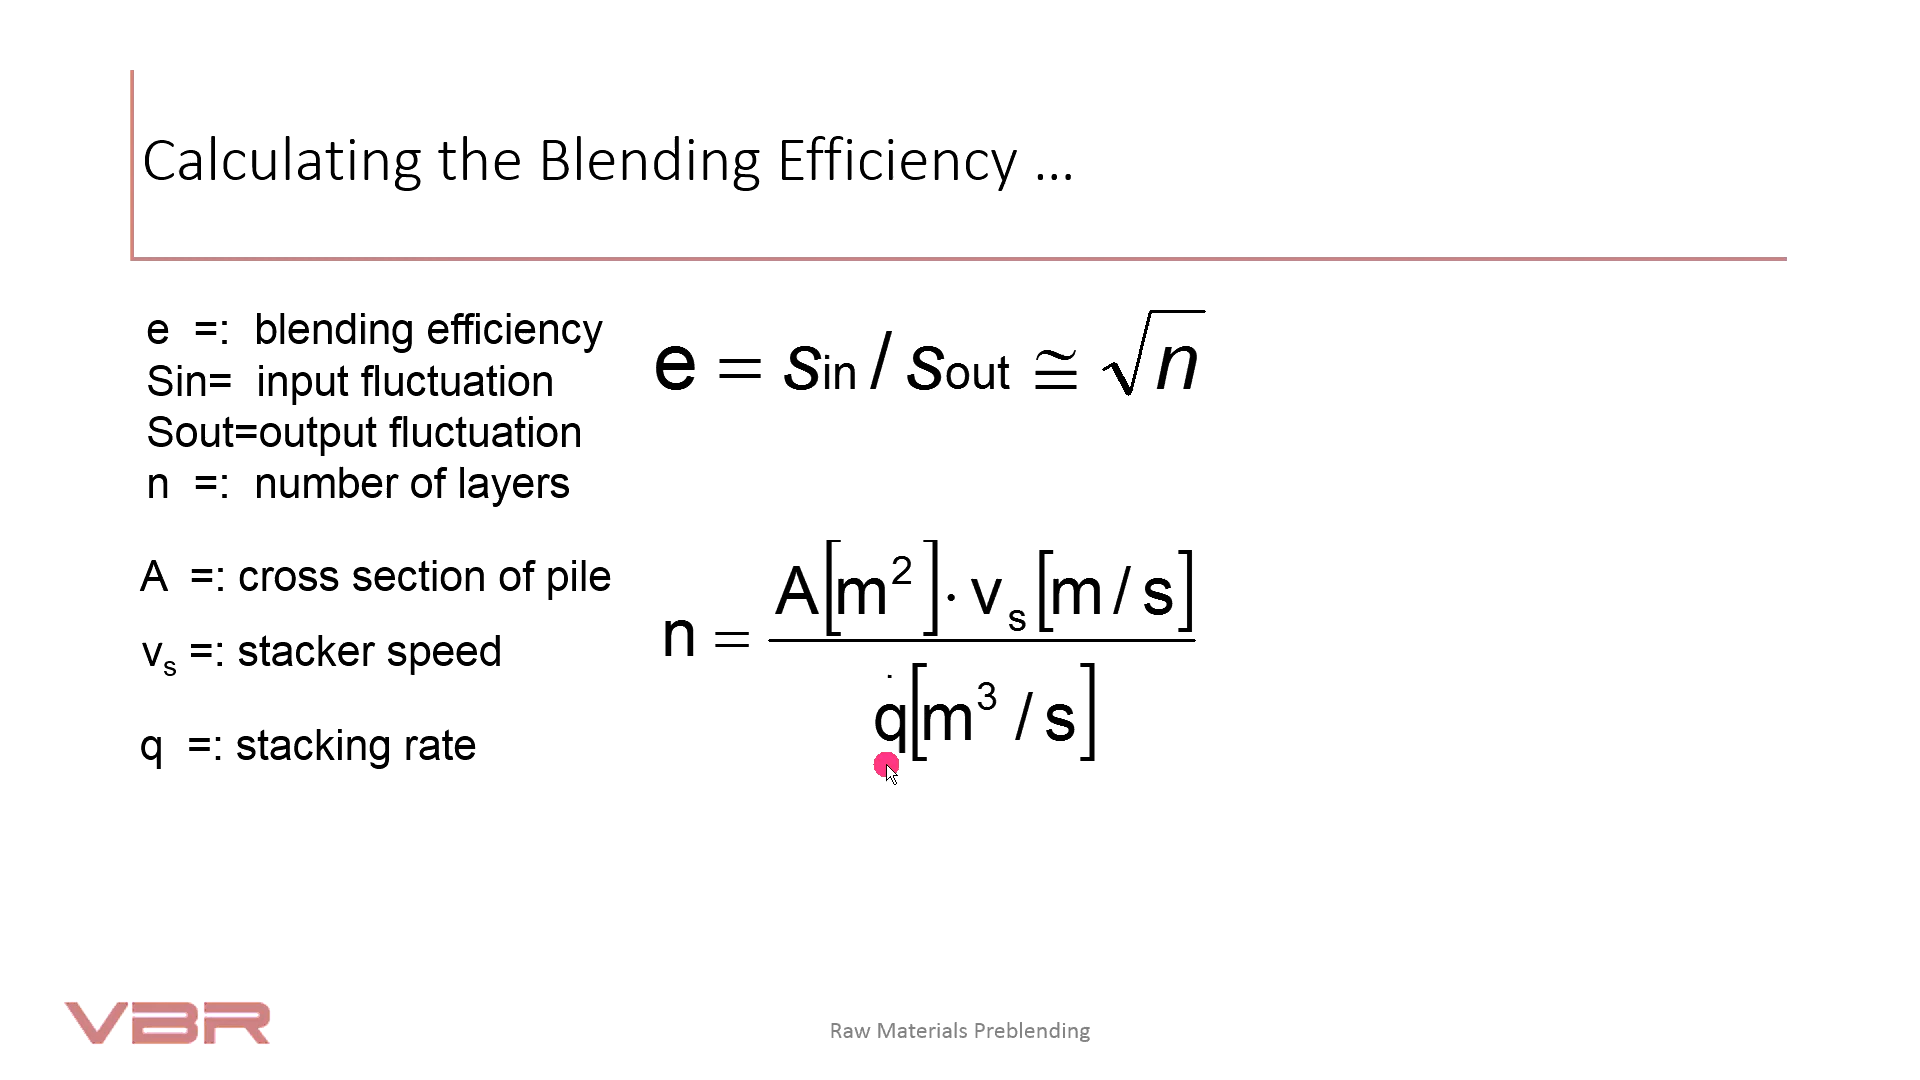 Calculating the Blending Efficiency ...
e =: blending efficiency
Sin= input fluctuation
Sout=output fluctuation
n =: number of layers
A =: cross section of pile
vₛ =: stacker speed
q =: stacking rate
e = sin / sout ≅ √n
n = A[m²] · vₛ[m / s]
q̇[m³ / s]
VBR
Raw Materials Preblending